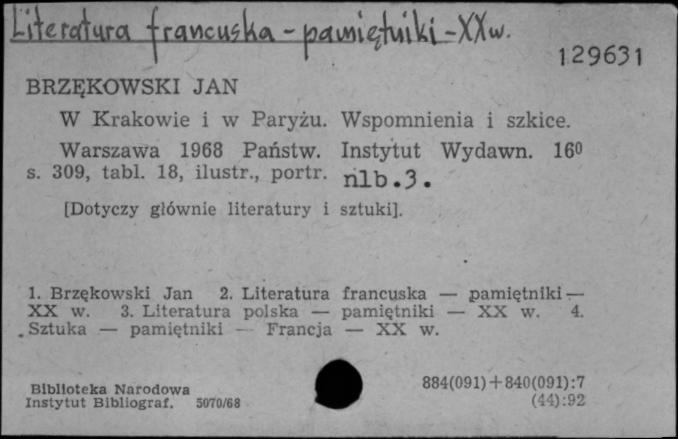 Literatura francuska - pamiętniki - XX w.
129631
BRZĘKOWSKI JAN
W Krakowie i w Paryżu. Wspomnienia i szkice.
Warszawa 1968 Państw. Instytut Wydawn. 16⁰
s. 309, tabl. 18, ilustr., portr. nlb.3.
[Dotyczy głównie literatury i sztuki].
1. Brzękowski Jan 2. Literatura francuska — pamiętniki —
XX w. 3. Literatura polska — pamiętniki — XX w. 4.
Sztuka — pamiętniki — Francja — XX w.
Biblioteka Narodowa
Instytut Bibliograf. 5070/68
884(091)+840(091):7
(44):92